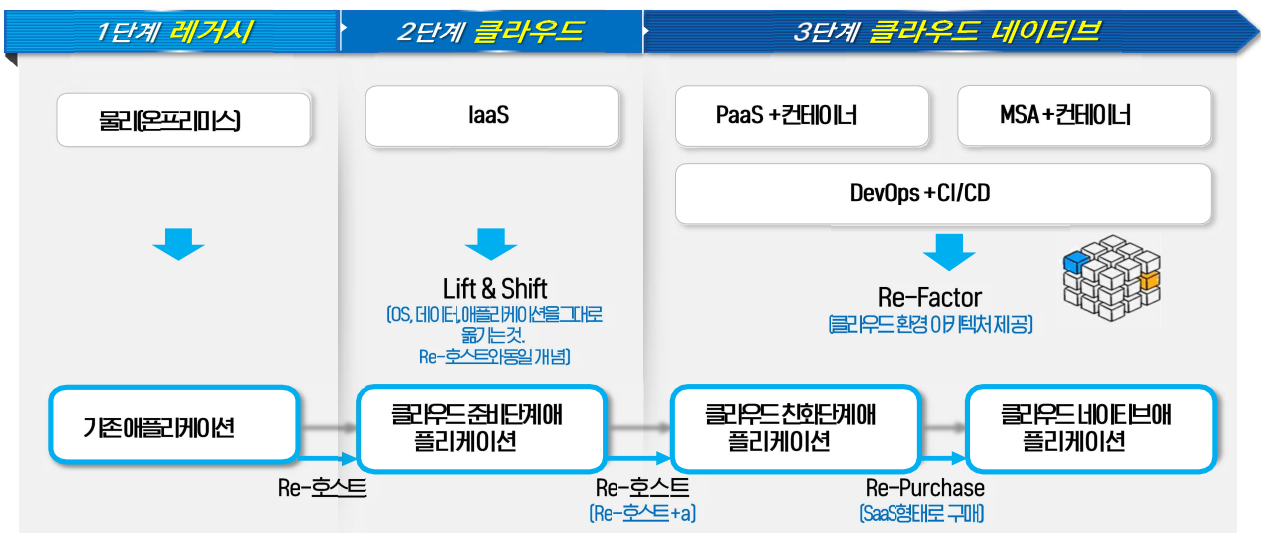 1단계 레거시
2단계 클라우드
3단계 클라우드 네이티브
물리(온프리미스)
IaaS
PaaS +컨테이너
MSA +컨테이너
DevOps +CI/CD
Lift & Shift
(OS, 데이터,애플리케이션을그대로
옮기는것.
Re-호스트와동일 개념)
Re-Factor
(클라우드 환경 아키텍처 제공)
기존애플리케이션
클라우드 준비단계애
플리케이션
클라우드 친화단계애
플리케이션
클라우드 네이티브애
플리케이션
Re-호스트
Re-호스트
(Re-호스트+a)
Re-Purchase
(SaaS형태로 구매)